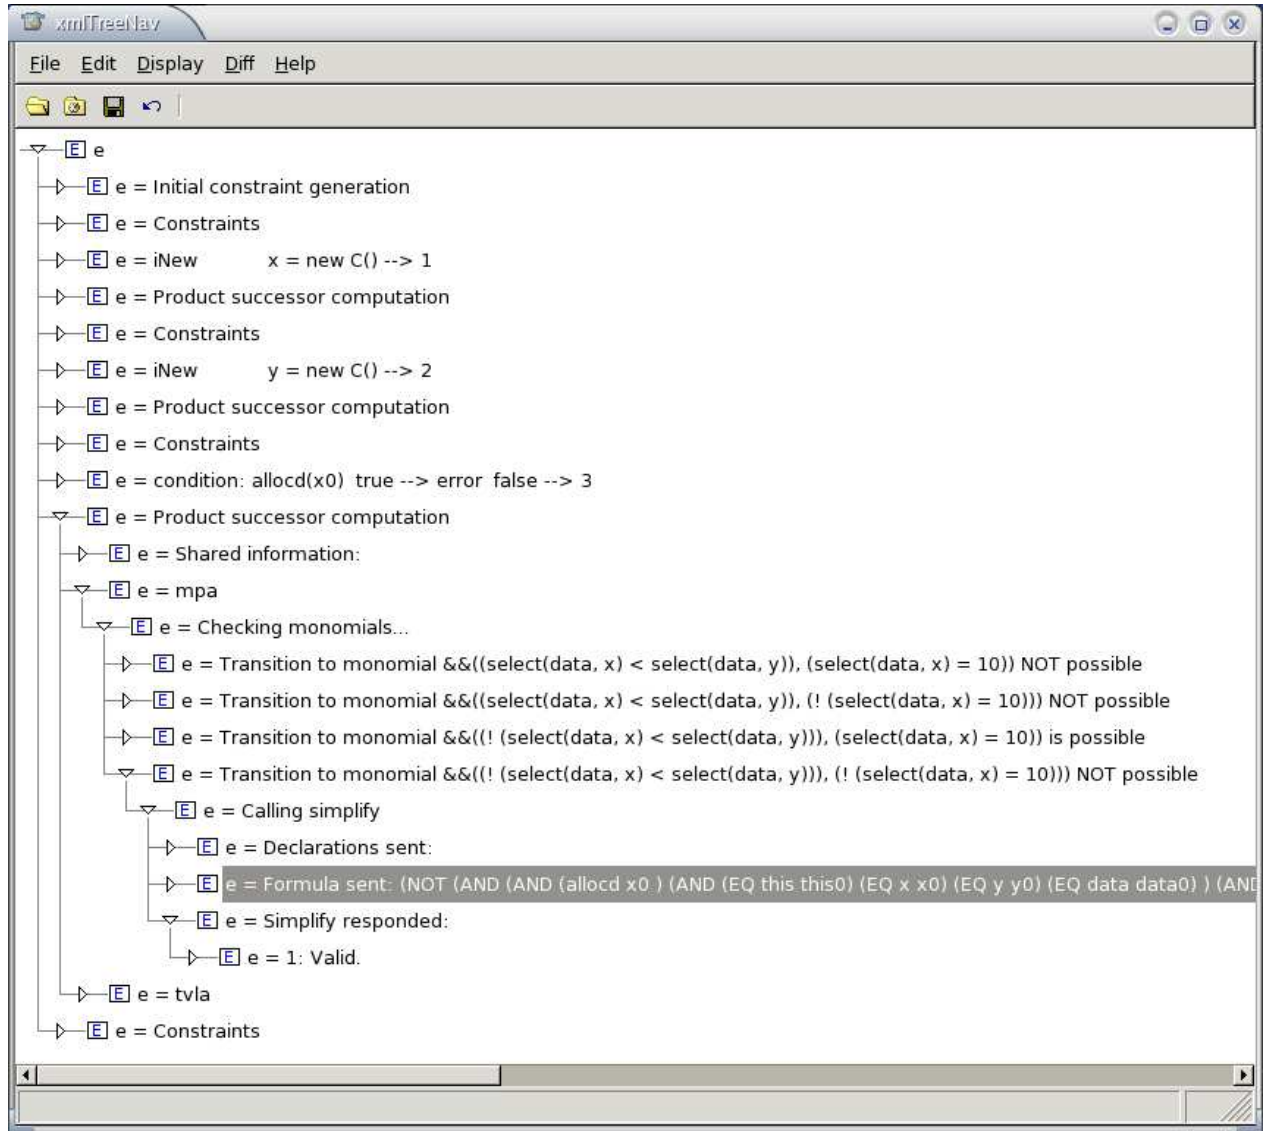 xmlTreeNav
File Edit Display Diff Help
E e
E e = Initial constraint generation
E e = Constraints
E e = iNew x = new C() --> 1
E e = Product successor computation
E e = Constraints
E e = iNew y = new C() --> 2
E e = Product successor computation
E e = Constraints
E e = condition: allocd(x0) true --> error false --> 3
E e = Product successor computation
E e = Shared information:
E e = mpa
E e = Checking monomials...
E e = Transition to monomial &&((select(data, x) < select(data, y)), (select(data, x) = 10)) NOT possible
E e = Transition to monomial &&((select(data, x) < select(data, y)), (! (select(data, x) = 10))) NOT possible
E e = Transition to monomial &&((! (select(data, x) < select(data, y))), (select(data, x) = 10)) is possible
E e = Transition to monomial &&((! (select(data, x) < select(data, y))), (! (select(data, x) = 10))) NOT possible
E e = Calling simplify
E e = Declarations sent:
E e = Formula sent: (NOT (AND (AND (allocd x0 ) (AND (EQ this this0) (EQ x x0) (EQ y y0) (EQ data data0) ) (AND
E e = Simplify responded:
E e = 1: Valid.
E e = tvla
E e = Constraints